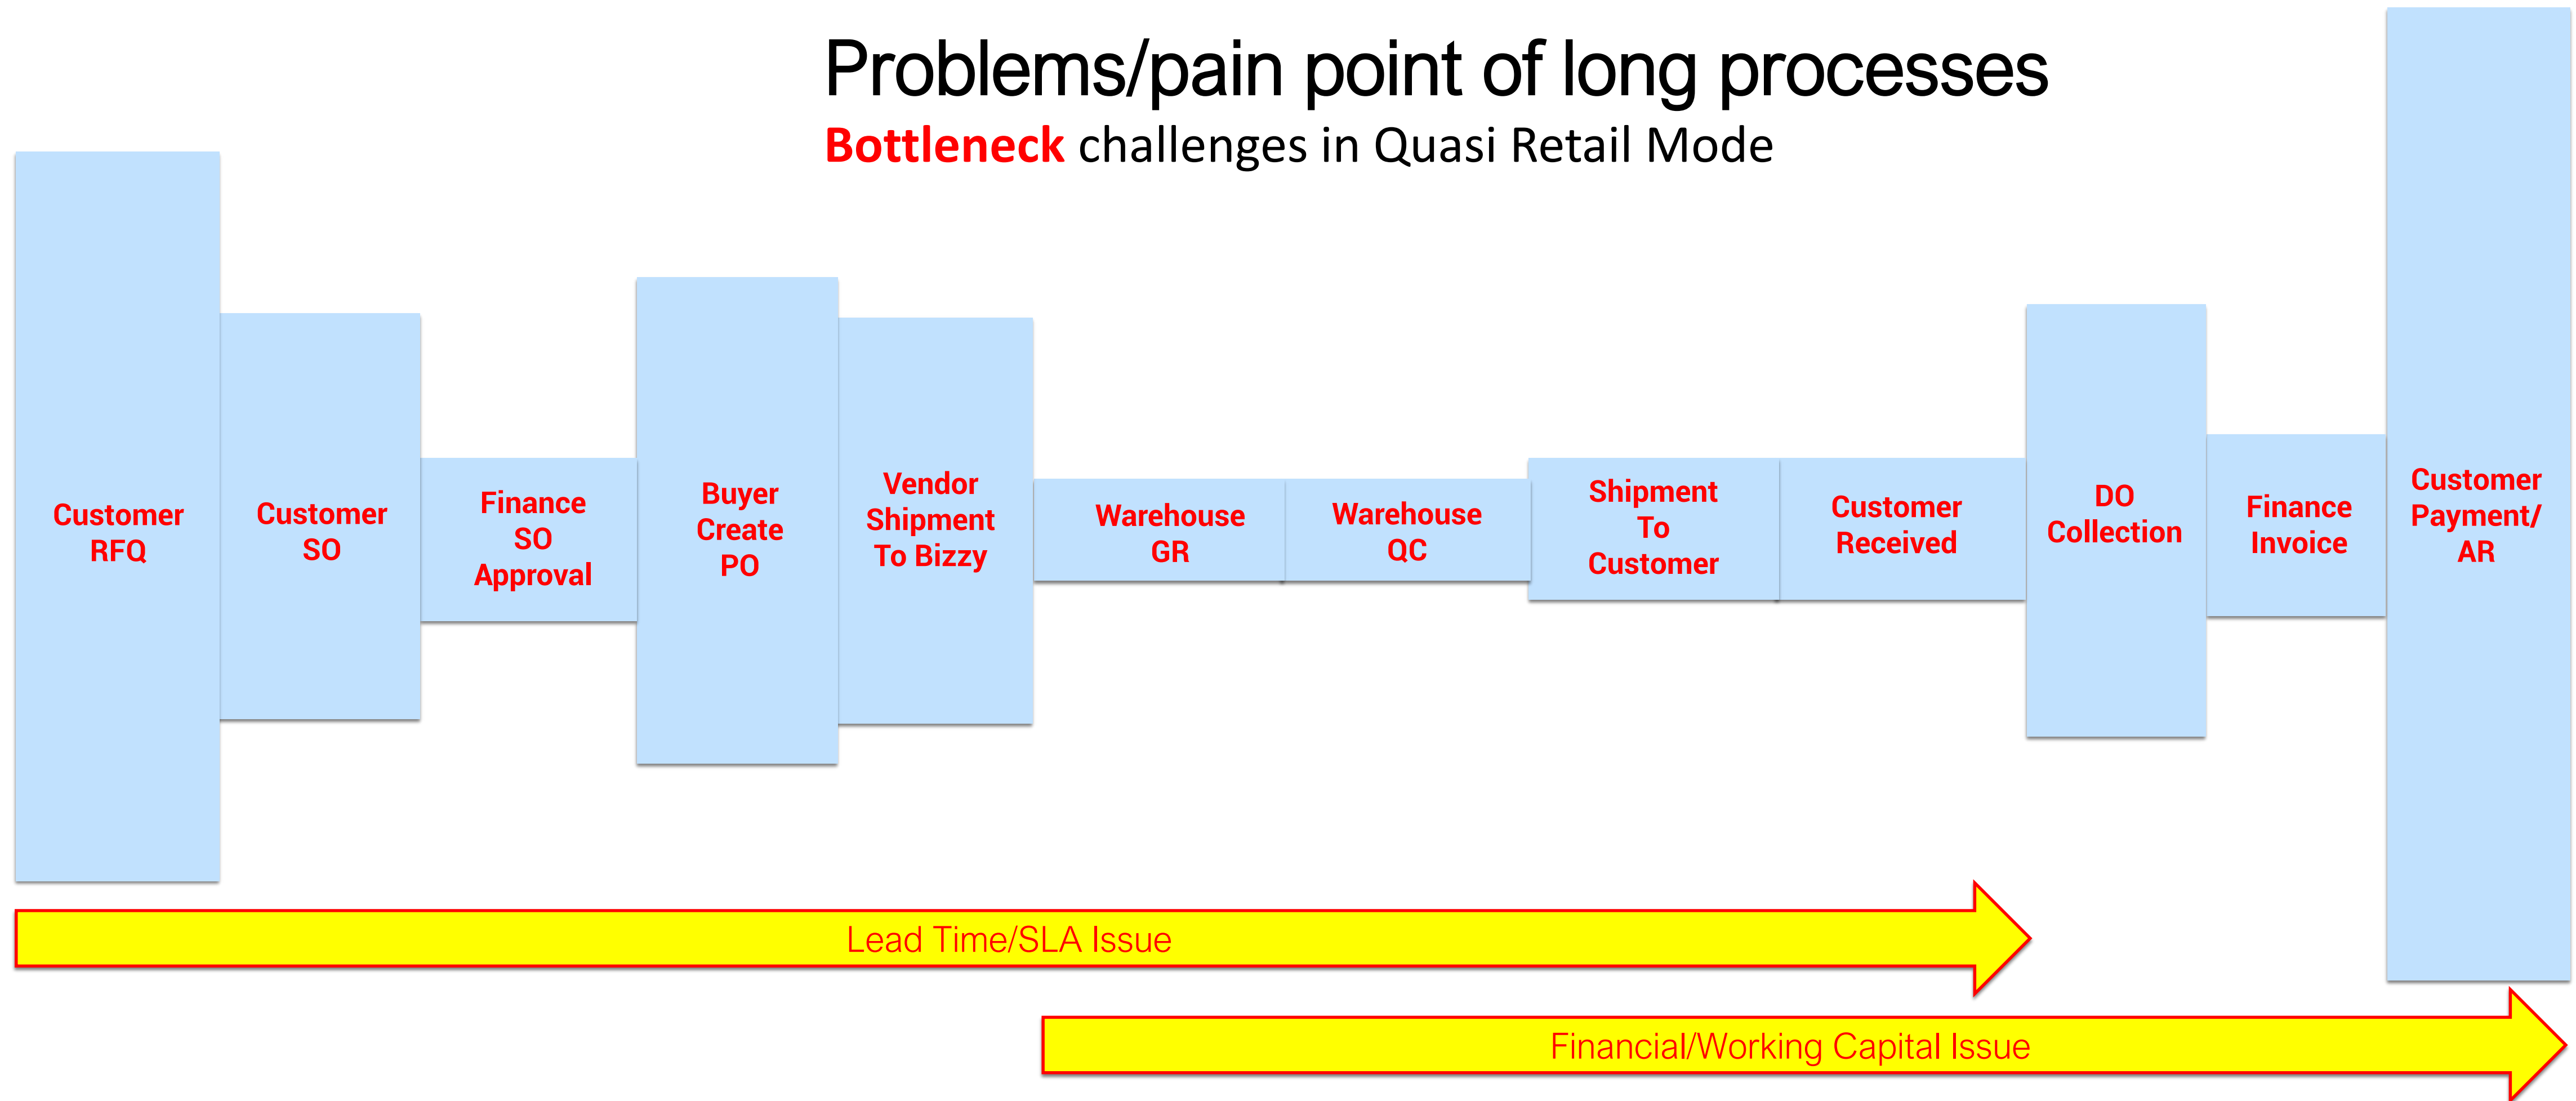 Problems/pain point of long processes
Bottleneck challenges in Quasi Retail Mode
Customer
RFQ
Customer
SO
Finance
SO
Approval
Buyer
Create
PO
Vendor
Shipment
To Bizzy
Warehouse
GR
Warehouse
QC
Shipment
To
Customer
Customer
Received
DO
Collection
Finance
Invoice
Customer
Payment/
AR
Lead Time/SLA Issue
Financial/Working Capital Issue